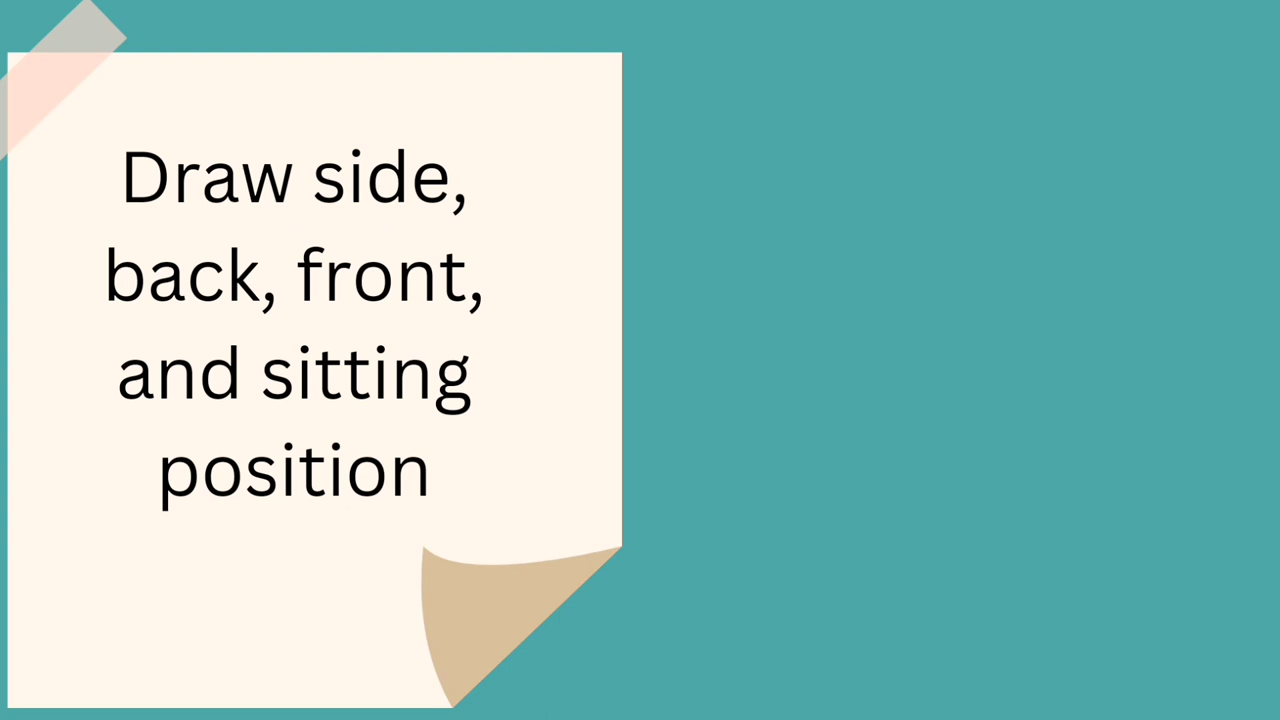 Draw side,
back, front,
and sitting
position